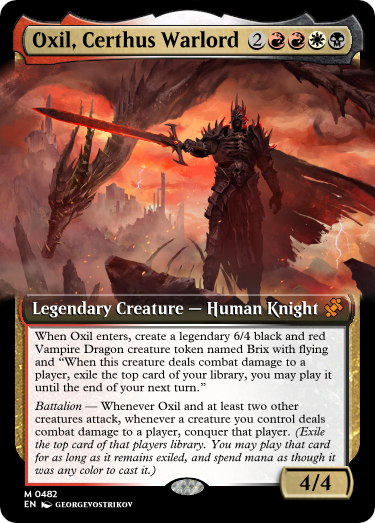 Oxil, Certhus Warlord 2
Legendary Creature — Human Knight
When Oxil enters, create a legendary 6/4 black and red
Vampire Dragon creature token named Brix with flying
and “When this creature deals combat damage to a
player, exile the top card of your library, you may play it
until the end of your next turn.”
Battalion — Whenever Oxil and at least two other
creatures attack, whenever a creature you control deals
combat damage to a player, conquer that player. (Exile
the top card of that players library. You may play that card
for as long as it remains exiled, and spend mana as though it
was any color to cast it.)
4/4
M 0482
EN GEORGEVOSTRIKOV